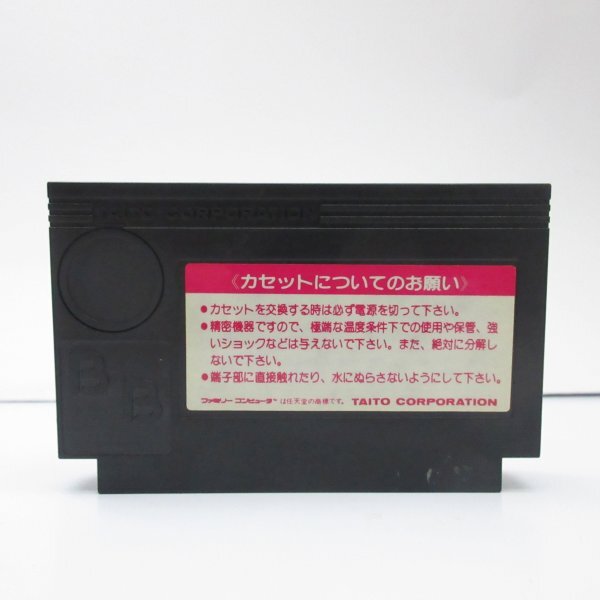 TAITO CORPORATION
《カセットについてのお願い》
●カセットを交換する時は必ず電源を切って下さい。
●精密機器ですので、極端な温度条件下での使用や保管、強
いショックなどは与えないで下さい。また、絶対に分解し
ないで下さい。
●端子部に直接触れたり、水にぬらさないようにして下さい。
ファミリーコンピュータ™は任天堂の商標です。 TAITO CORPORATION
B
B